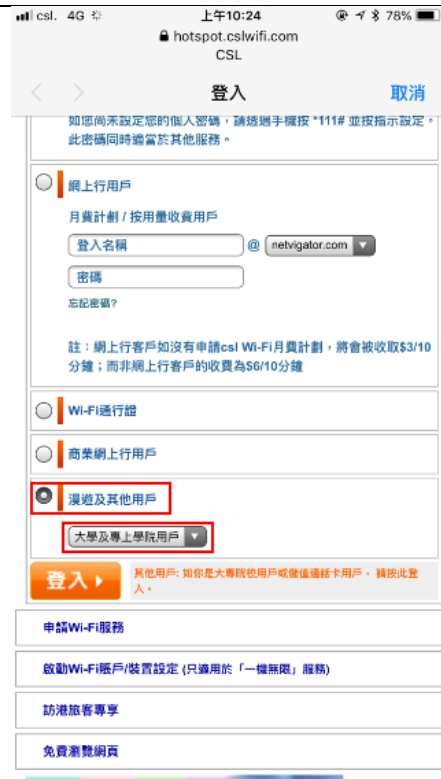 csl. 4G 上午10:24 78%
hotspot.cslwifi.com
CSL
登入 取消
如您尚未設定您的個人密碼，請透過手機按 *111# 並按指示設定。
此密碼同時適當於其他服務。
網上行用戶
月費計劃 / 按用量收費用戶
登入名稱 @ netvigator.com
密碼
忘記密碼?
註：網上行客戶如沒有申請csl Wi-Fi月費計劃，將會被收取$3/10
分鐘；而非網上行客戶的收費為$6/10分鐘
Wi-Fi通行證
商業網上行用戶
漫遊及其他用戶
大學及專上學院用戶
登入 其他用戶: 如你是大專院校用戶或儲值通話卡用戶， 請按此登
入。
申請Wi-Fi服務
啟動Wi-Fi賬戶/裝置設定 (只適用於「一機無限」服務)
訪港旅客專享
免費瀏覽網頁